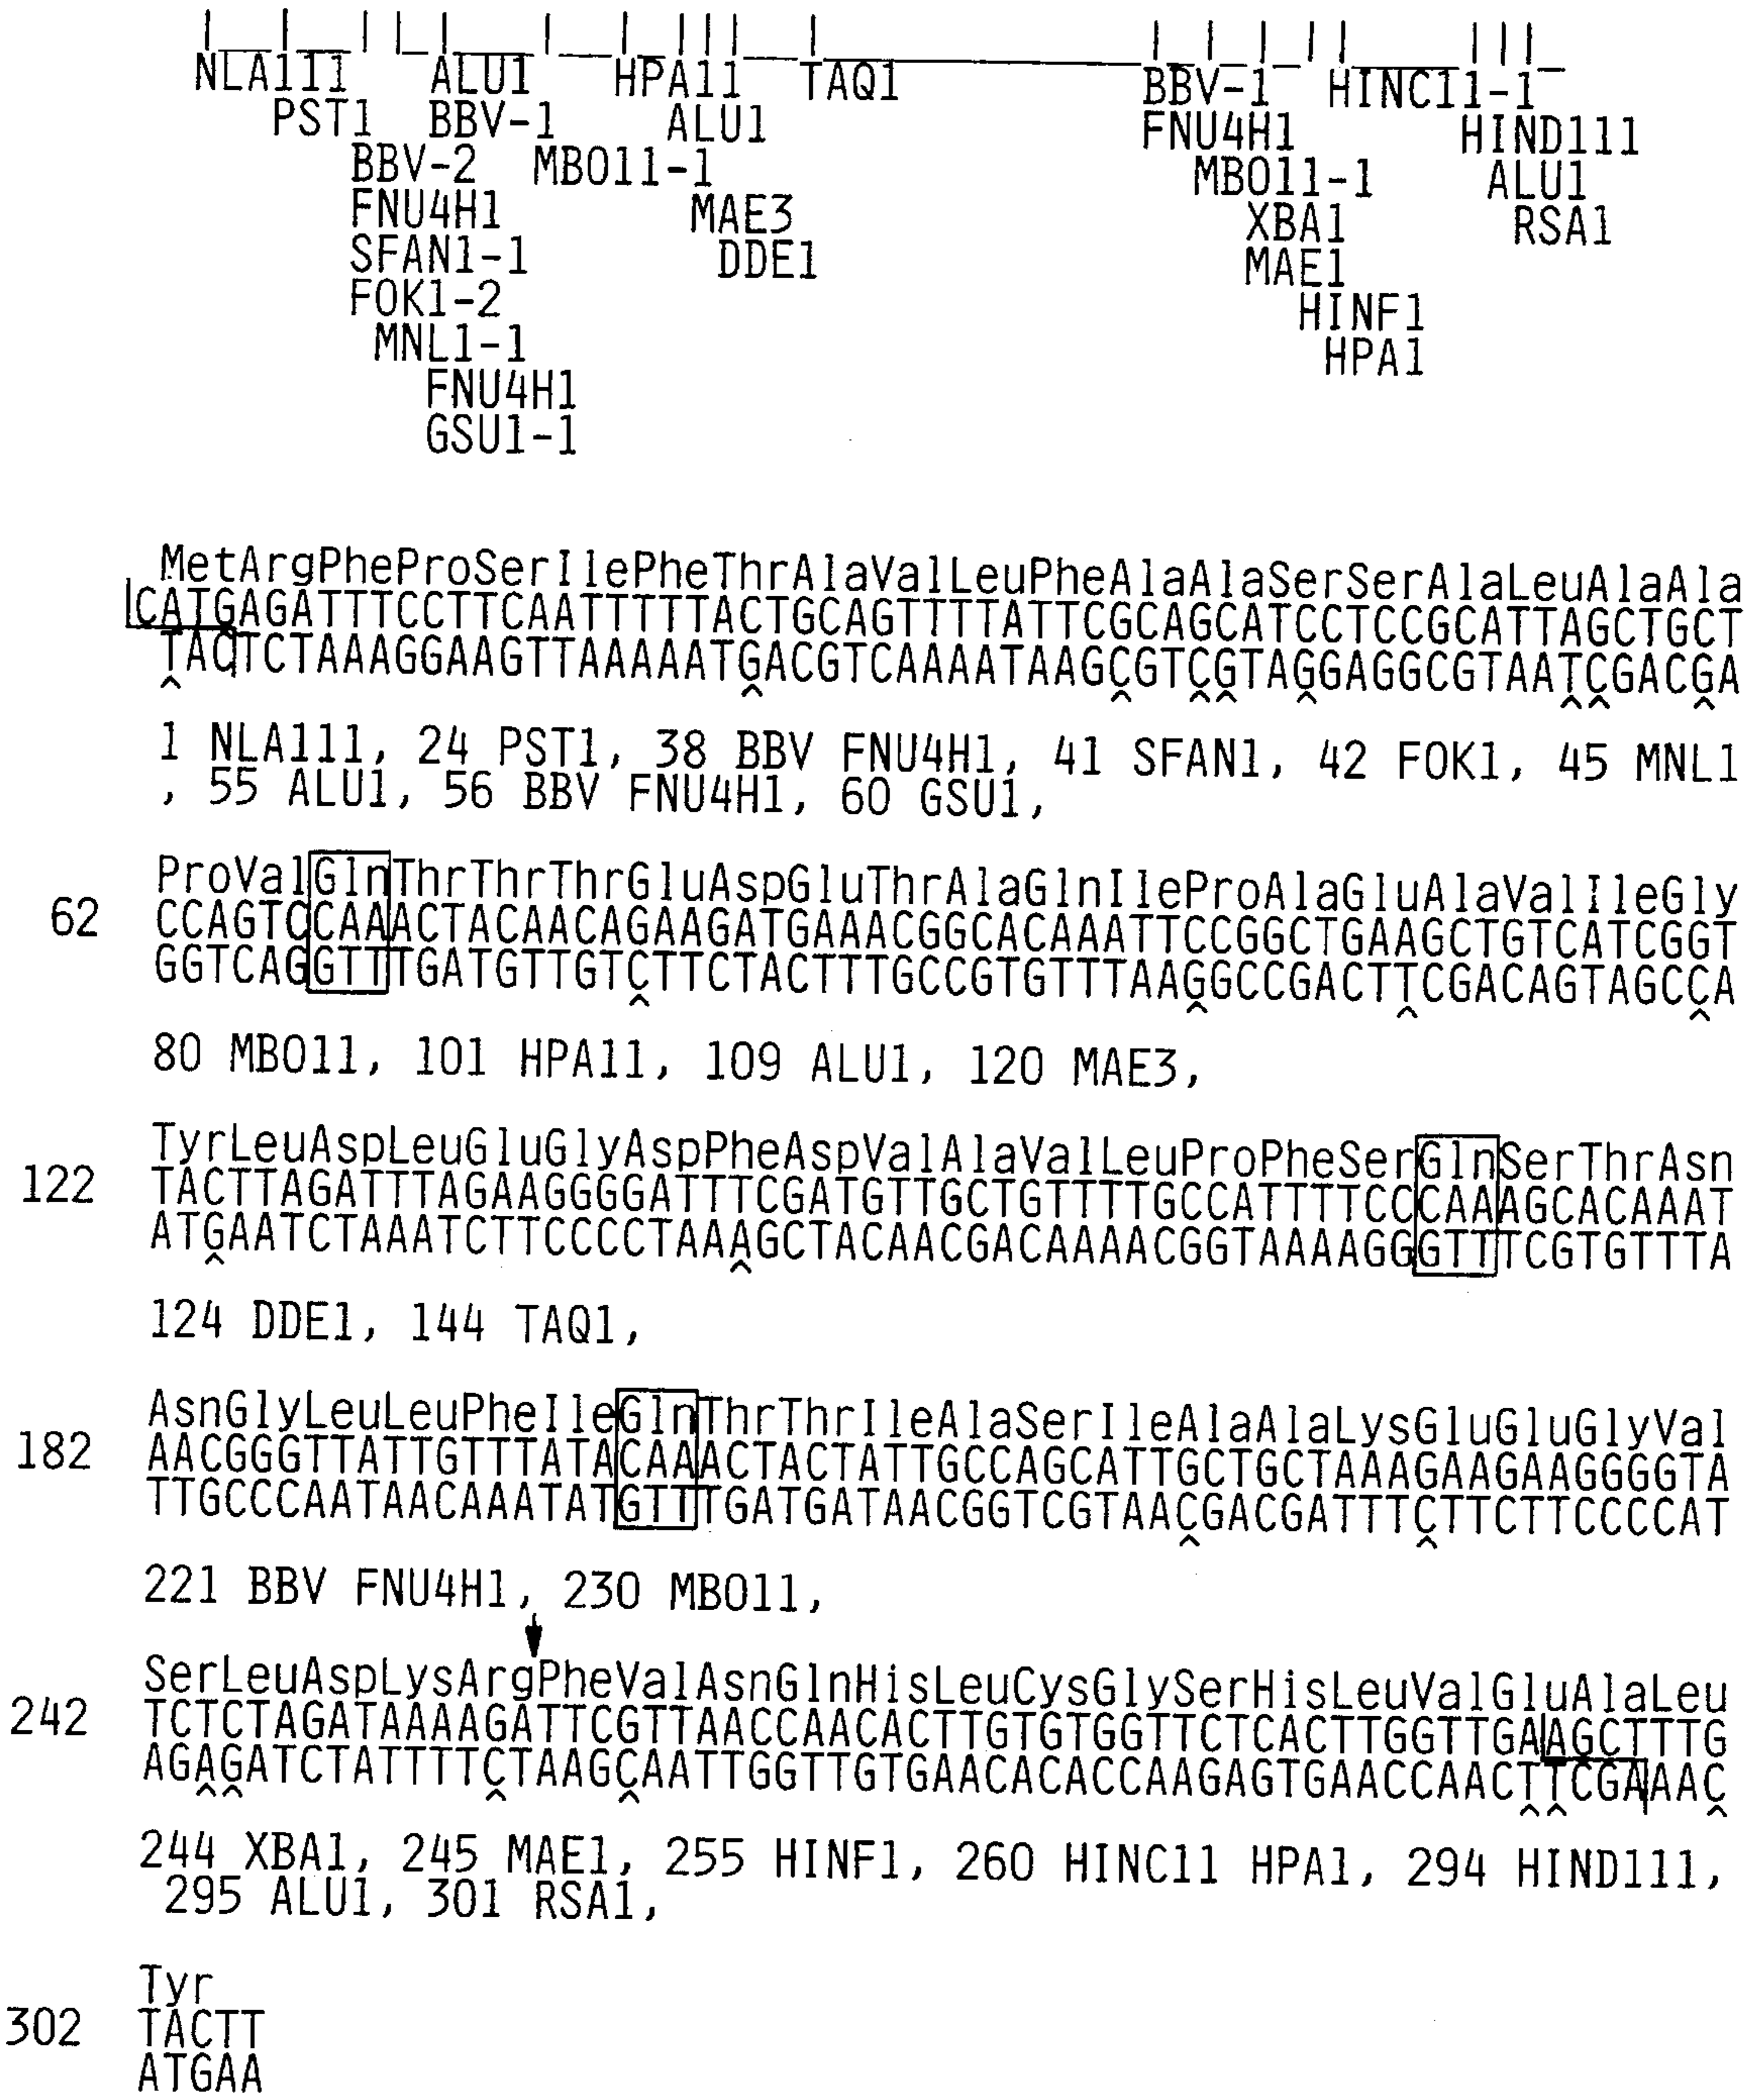 NLA111 ALU1 HPA11 TAQ1 BBV-1 HINC11-1
PST1 BBV-1 ALU1 FNU4H1 HIND111
BBV-2 MBO11-1 MBO11-1 ALU1
FNU4H1 MAE3 XBA1 RSA1
SFAN1-1 DDE1 MAE1
FOK1-2 HINF1
MNL1-1 HPA1
FNU4H1
GSU1-1
MetArgPheProSerIlePheThrAlaValLeuPheAlaAlaSerSerAlaLeuAlaAla
CATGAGATTTCCTTCAATTTTTACTGCAGTTTTATTCGCAGCATCCTCCGCATTAGCTGCT
TACTCTAAAGGAAGTTAAAAATGACGTCAAAATAAGCGTCGTAGGAGGCGTAATCGACGA
1 NLA111, 24 PST1, 38 BBV FNU4H1, 41 SFAN1, 42 FOK1, 45 MNL1
, 55 ALU1, 56 BBV FNU4H1, 60 GSU1,
ProValGlnThrThrThrGluAspGluThrAlaGlnIleProAlaGluAlaValIleGly
62 CCAGTCCAAACTACAACAGAAGATGAAACGGCACAAATTCCGGCTGAAGCTGTCATCGGT
GGTCAGGTTTGATGTTGTCTTCTACTTTGCCGTGTTTAAGGCCGACTTCGACAGTAGCCA
80 MBO11, 101 HPA11, 109 ALU1, 120 MAE3,
TyrLeuAspLeuGluGlyAspPheAspValAlaValLeuProPheSerGlnSerThrAsn
122 TACTTAGATTTAGAAGGGGATTTCGATGTTGCTGTTTTGCCATTTTCCCAAAGCACAAAT
ATGAATCTAAATCTTCCCCTAAAGCTACAACGACAAAACGGTAAAAGGGTTTCGTGTTTA
124 DDE1, 144 TAQ1,
AsnGlyLeuLeuPheIleGlnThrThrIleAlaSerIleAlaAlaLysGluGluGlyVal
182 AACGGGTTATTGTTTATACAAACTACTATTGCCAGCATTGCTGCTAAAGAAGAAGGGGTA
TTGCCCAATAACAAATATGTTTGATGATAACGGTCGTAACGACGATTTCTTCTTCCCCAT
221 BBV FNU4H1, 230 MBO11,
SerLeuAspLysArgPheValAsnGlnHisLeuCysGlySerHisLeuValGluAlaLeu
242 TCTCTAGATAAAAGATTCGTTAACCAACACTTGTGTGGTTCTCACTTGGTTGAAGCTTTG
AGAGATCTATTTTCTAAGCAATTGGTTGTGAACACACCAAGAGTGAACCAACTTCGAAAC
244 XBA1, 245 MAE1, 255 HINF1, 260 HINC11 HPA1, 294 HIND111,
295 ALU1, 301 RSA1,
Tyr
302 TACTT
ATGAA